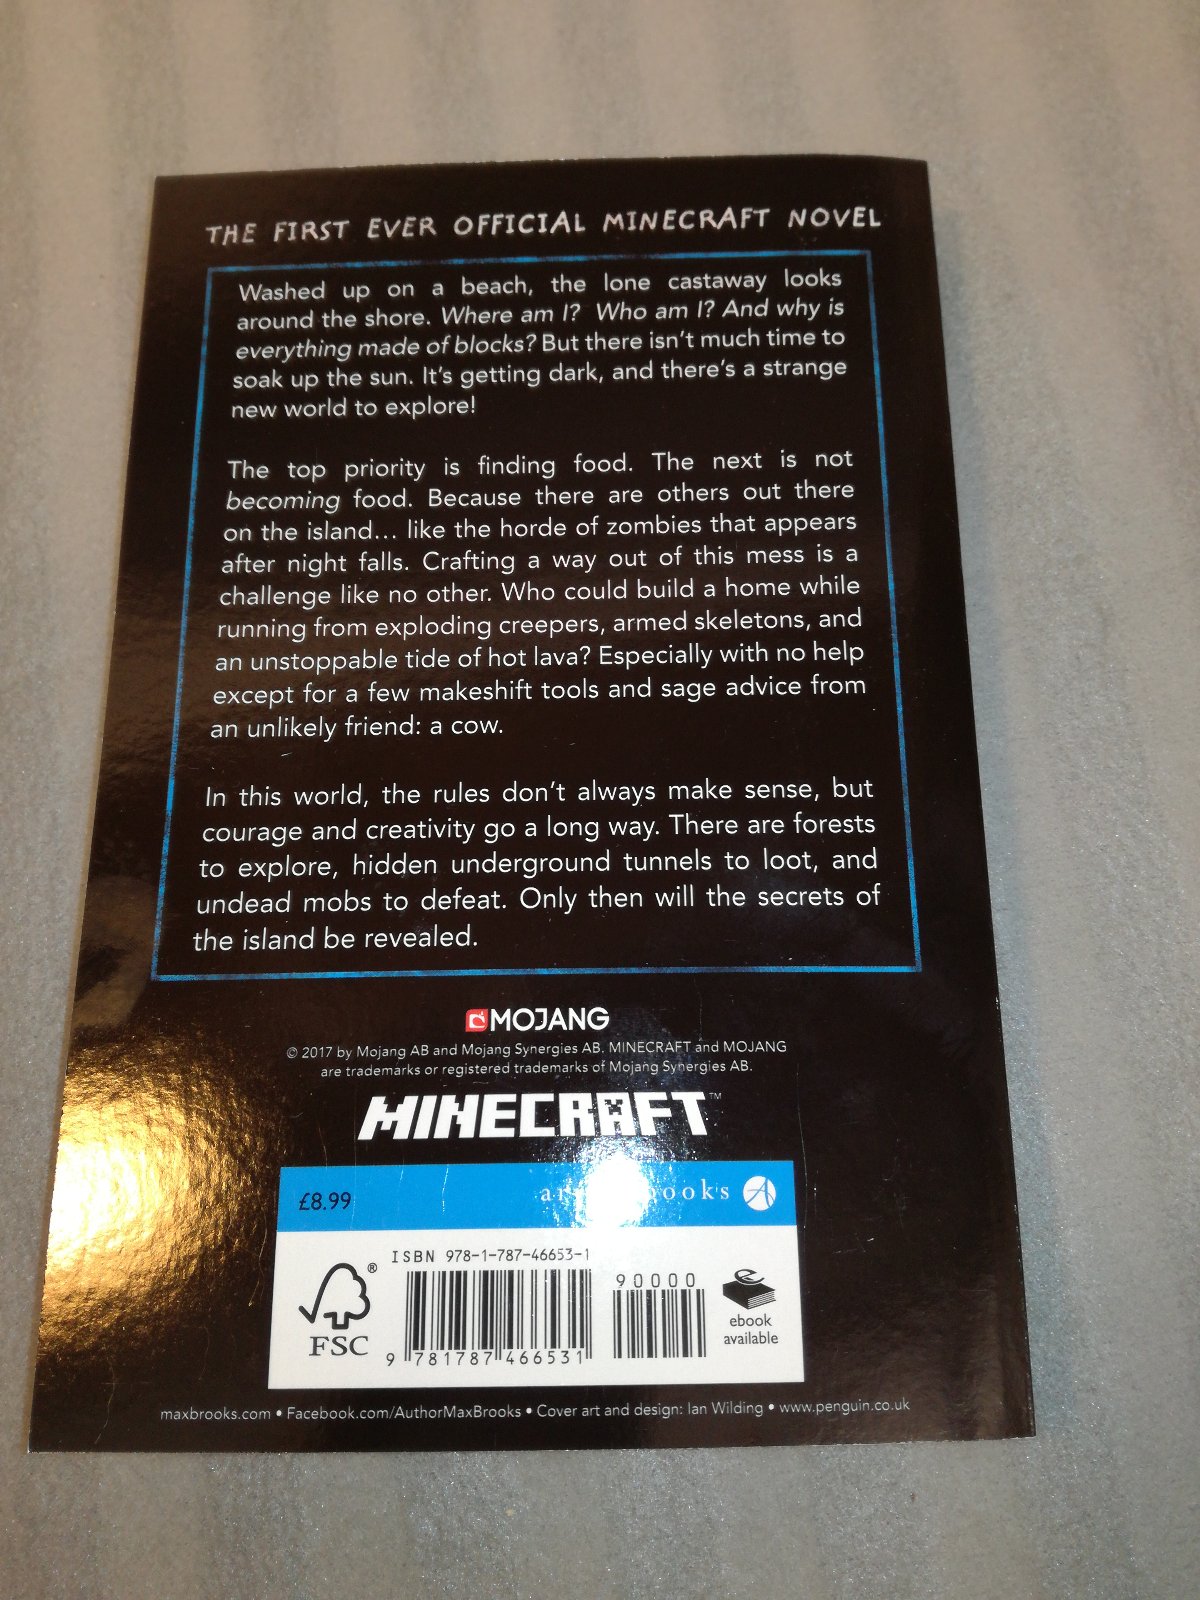 THE FIRST EVER OFFICIAL MINECRAFT NOVEL
Washed up on a beach, the lone castaway looks
around the shore. Where am I? Who am I? And why is
everything made of blocks? But there isn't much time to
soak up the sun. It's getting dark, and there's a strange
new world to explore!
The top priority is finding food. The next is not
becoming food. Because there are others out there
on the island... like the horde of zombies that appears
after night falls. Crafting a way out of this mess is a
challenge like no other. Who could build a home while
running from exploding creepers, armed skeletons, and
an unstoppable tide of hot lava? Especially with no help
except for a few makeshift tools and sage advice from
an unlikely friend: a cow.
In this world, the rules don't always make sense, but
courage and creativity go a long way. There are forests
to explore, hidden underground tunnels to loot, and
undead mobs to defeat. Only then will the secrets of
the island be revealed.
MOJANG
© 2017 by Mojang AB and Mojang Synergies AB. MINECRAFT and MOJANG
are trademarks or registered trademarks of Mojang Synergies AB.
MINECRAFT™
£8.99
ISBN 978-1-787-46653-1
90000
FSC®
9 781787 466531
ebook
available
maxbrooks.com • Facebook.com/AuthorMaxBrooks • Cover art and design: Ian Wilding • www.penguin.co.uk